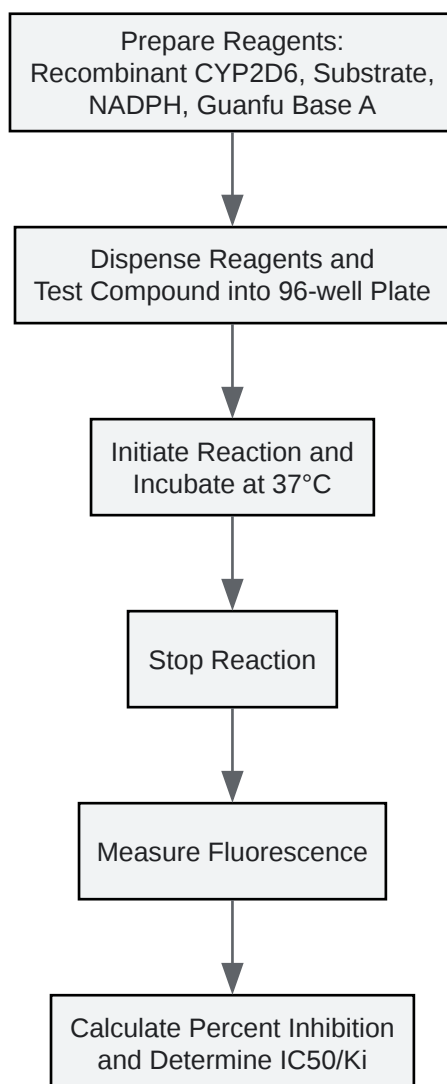 Prepare Reagents:
Recombinant CYP2D6, Substrate,
NADPH, Guanfu Base A
Dispense Reagents and
Test Compound into 96-well Plate
Initiate Reaction and
Incubate at 37°C
Stop Reaction
Measure Fluorescence
Calculate Percent Inhibition
and Determine IC50/Ki